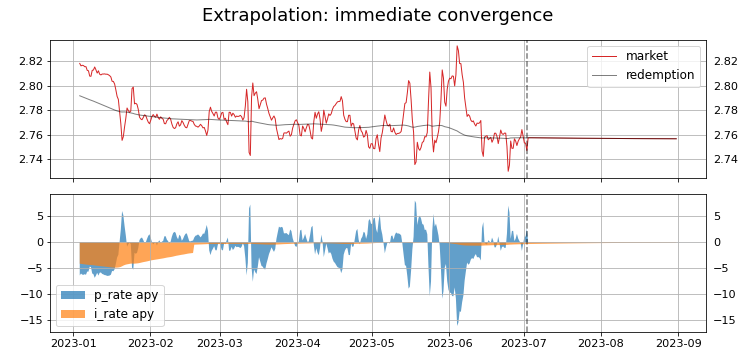 Extrapolation: immediate convergence
2.82 2.82
2.80 2.80
2.78 2.78
2.76 2.76
2.74 2.74
market
redemption
5 5
0 0
−5 −5
−10 −10
−15 −15
p_rate apy
i_rate apy
2023-01 2023-02 2023-03 2023-04 2023-05 2023-06 2023-07 2023-08 2023-09